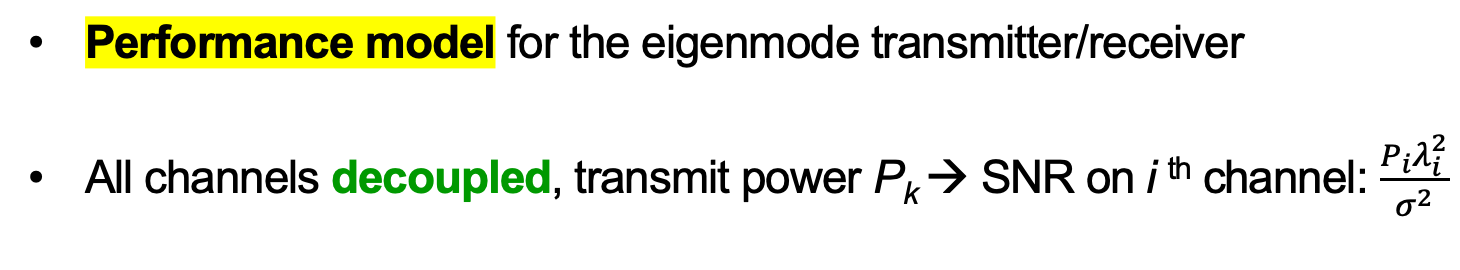 • Performance model for the eigenmode transmitter/receiver
• All channels decoupled, transmit power Pₖ → SNR on i th channel: Pᵢλᵢ²/σ²